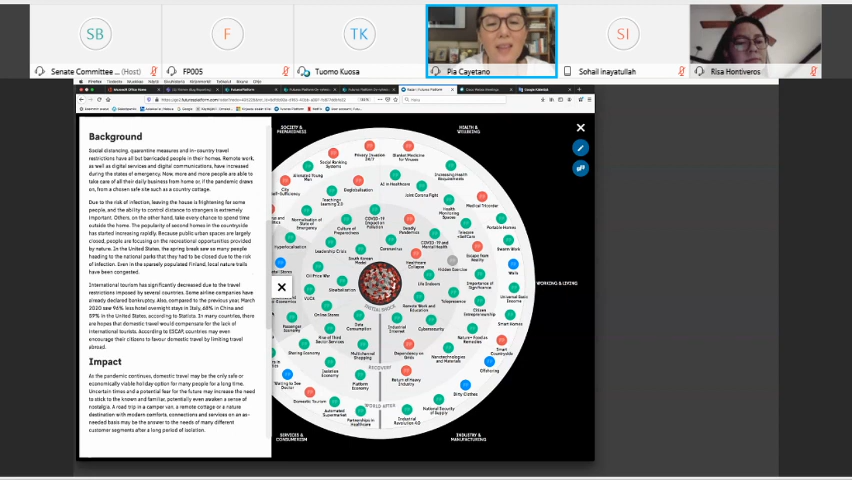 SB
F
TK
SI
Senate Committee ... (Host)
FP005
Tuomo Kuosa
Pia Cayetano
Sohail inayatullah
Risa Hontiveros
Background
Social distancing, quarantine measures and in-country travel
restrictions have all but barricaded people in their homes. Remote work,
as well as digital services and digital communications, have increased
during the states of emergency. Now, more and more people are able to
take care of all their daily business from home or, if the pandemic draws
on, from a chosen safe site such as a country cottage.
Due to the risk of infection, leaving the house is frightening for some
people, and the ability to control distance to strangers is extremely
important. Others, on the other hand, take every chance to spend time
outside the home. The popularity of second homes in the countryside
has started increasing rapidly. Because public urban spaces are largely
closed, people are focusing on the recreational opportunities provided
by nature. In the United States, the spring break saw so many people
heading to the national parks that they had to be closed due to the risk
of infection. Even in the sparsely populated Finland, local nature trails
have been congested.
International tourism has significantly decreased due to the travel
restrictions imposed by several countries. Some airline companies have
already declared bankruptcy. Also, compared to the previous year, March
2020 saw 96% less hotel overnight stays in Italy, 68% in China and
in the United States, according to Statista. In many countries, there
are hopes that domestic travel would compensate for the lack of
international tourists. According to ESCAP, countries may even
encourage their citizens to favour domestic travel by limiting travel
abroad.
Impact
As the pandemic continues, domestic travel may be the only safe or
economically viable holiday option for many people for a long time.
Uncertain times and a potential fear for the future may increase the need
to stick to the known and familiar, potentially even awaken a sense of
nostalgia. A road trip in a camper van, a remote cottage or a nature
destination with modern comforts, connections and services on an as-
needed basis may be the answer to the needs of many different
customer segments after a long period of isolation.
SOCIETY &
PREPAREDNESS
HEALTH &
WELLBEING
WORKING & LIVING
INDUSTRY &
MANUFACTURING
SERVICES &
CONSUMERISM
Social Ranking
Systems
Privacy Invasion
24/7
Blanket Medicine
for Viruses
Alienated Young
Men
Deglobalisation
AI in Healthcare
Increasing Health
Requirements
Joint Corona Fight
Teaching &
Learning 2.0
Health
Monitoring
Spaces
Medical Tricorder
Normalisation of
State of
Emergency
Culture of
Preparedness
COVID-19
Impact on
Pollution
Deadly
Pandemics
Telecare
Portable Homes
Leadership Crisis
South Korean
Model
Coronavirus
COVID-19 and
Mental Health
Swarm Work
Healthcare
Collapse
Hidden Exercise
Escape from
Reality
Walls
Oil Price War
Slowbalisation
Life Indoors
Importance of
Significance
Universal Basic
Income
VUCA
Remote Work and
Education
Telepresence
Citizen
Entrepreneurship
Smart Homes
Online Stores
Data
Consumption
INITIAL SHOCK
Industrial
Internet
Cybersecurity
Passenger
Economy
Rise of Third
Sector Services
Smart
Countryside
Sharing Economy
Multichannel
Shopping
Dependency on
Grids
Nanotechnologies
and Materials
Offshoring
RECOVERY
Isolation
Economy
Platform
Economy
Return of Heavy
Industry
Dirty Clothes
Waiting to See
Doctor
Domestic Tourism
Automated
Supermarket
WORLD AFTER
Partnerships in
Healthcare
Industrial
Revolution 4.0
National Security
of Supply